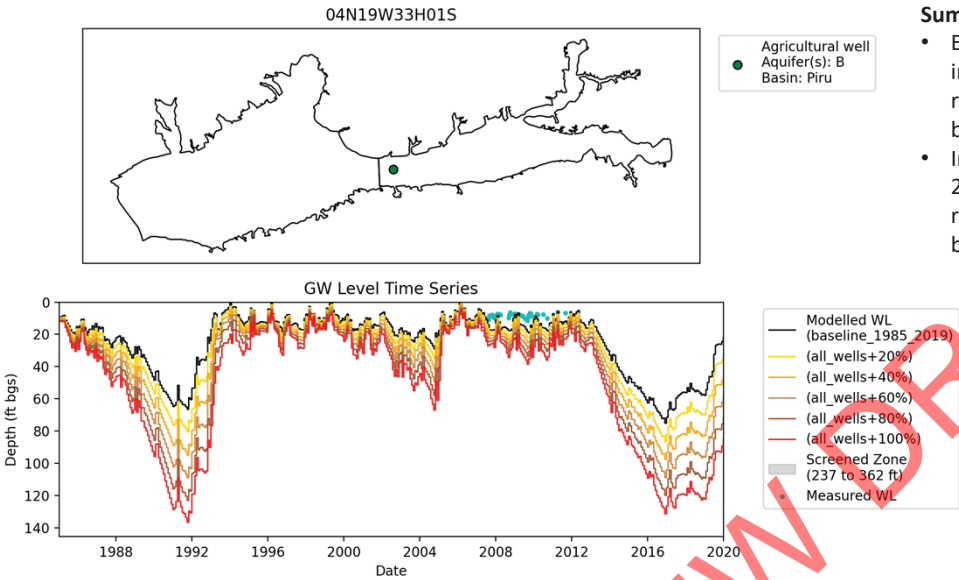 04N19W33H01S
Agricultural well
Aquifer(s): B
Basin: Piru
Sum
•
•
GW Level Time Series
Depth (ft bgs)
0
20
40
60
80
100
120
140
1988
1992
1996
2000
2004
2008
2012
2016
2020
Date
Modelled WL
(baseline_1985_2019)
(all_wells+20%)
(all_wells+40%)
(all_wells+60%)
(all_wells+80%)
(all_wells+100%)
Screened Zone
(237 to 362 ft)
Measured WL
W DR